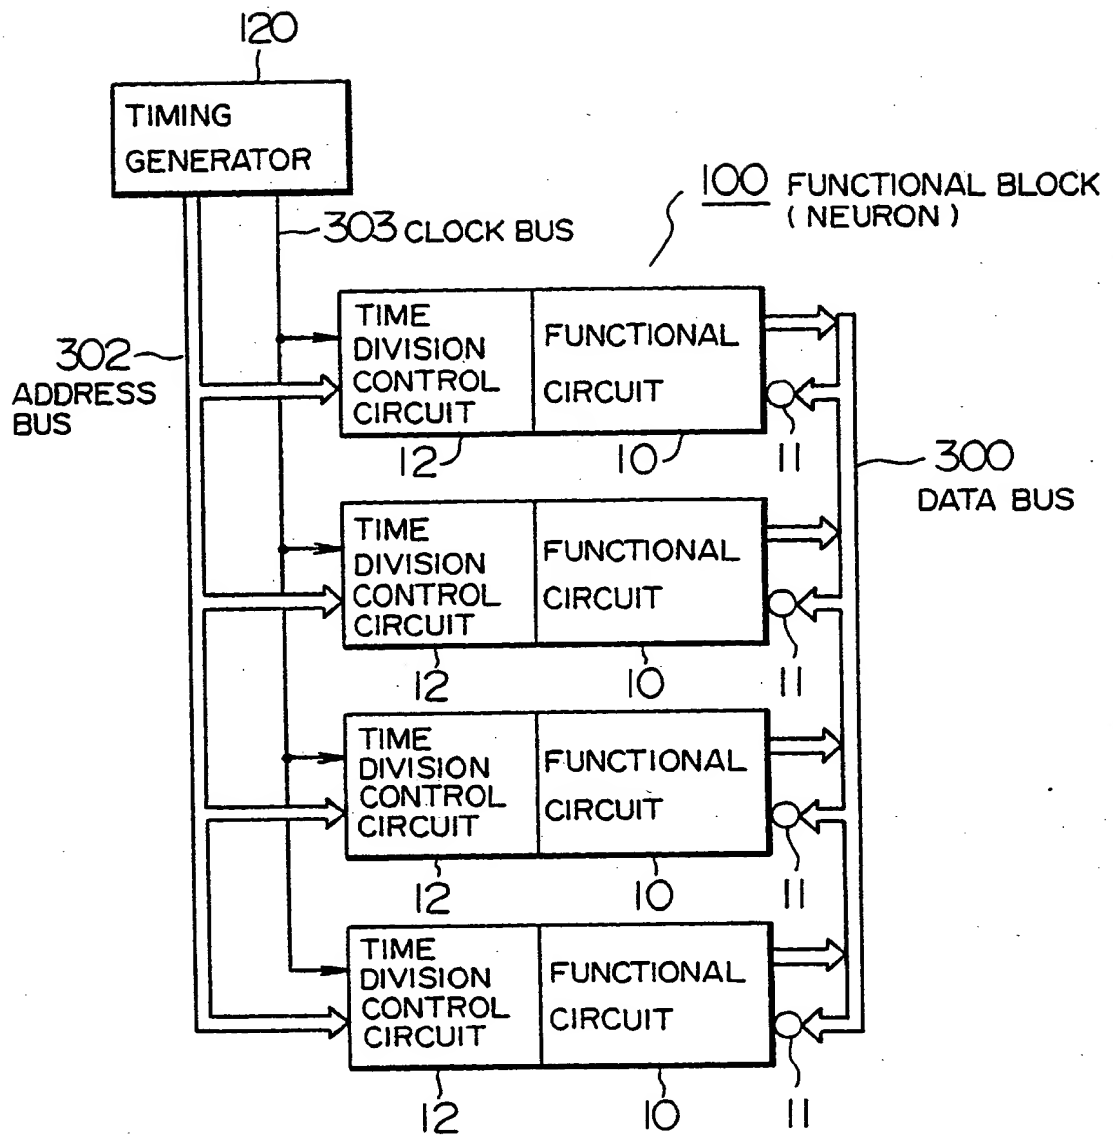 120
TIMING
GENERATOR
100 FUNCTIONAL BLOCK
(NEURON)
303 CLOCK BUS
302
ADDRESS
BUS
TIME
DIVISION
CONTROL
CIRCUIT
FUNCTIONAL
CIRCUIT
12
10
11
300
DATA BUS
TIME
DIVISION
CONTROL
CIRCUIT
FUNCTIONAL
CIRCUIT
12
10
11
TIME
DIVISION
CONTROL
CIRCUIT
FUNCTIONAL
CIRCUIT
12
10
11
TIME
DIVISION
CONTROL
CIRCUIT
FUNCTIONAL
CIRCUIT
12
10
11